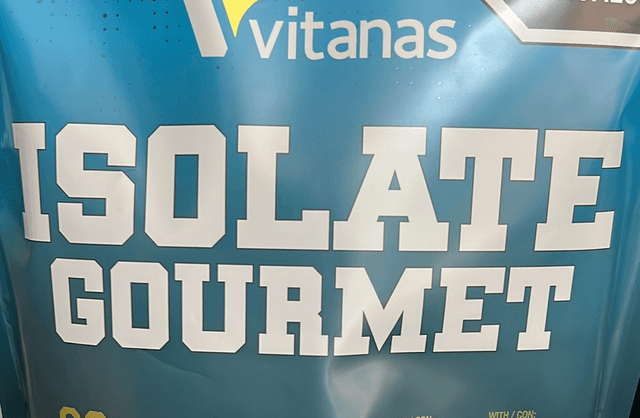 vitanas
ISOLATE
GOURMET
WITH / CON: